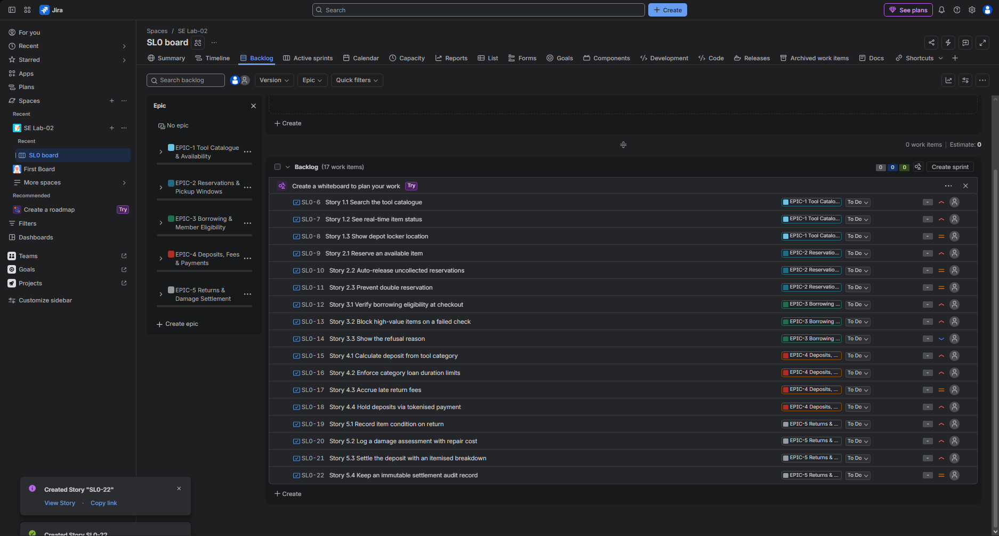 Jira
Search
Create
See plans
For you
Recent
Starred
Apps
Plans
Spaces
Recent
SE Lab-02
Recent
SL0 board
First Board
More spaces
Recommended
Create a roadmap Try
Filters
Dashboards
Teams
Goals
Projects
Customize sidebar
Spaces / SE Lab-02
SL0 board
Summary Timeline Backlog Active sprints Calendar Capacity Reports List Forms Goals Components Development Code Releases Archived work items Docs Shortcuts
Search backlog Version Epic Quick filters
Epic
No epic
EPIC-1 Tool Catalogue
& Availability
EPIC-2 Reservations &
Pickup Windows
EPIC-3 Borrowing &
Member Eligibility
EPIC-4 Deposits, Fees
& Payments
EPIC-5 Returns &
Damage Settlement
Create epic
Create
0 work items Estimate: 0
Backlog (17 work items) 0 0 0 Create sprint
Create a whiteboard to plan your work Try
SL0-6 Story 1.1 Search the tool catalogue EPIC-1 Tool Catalo... To Do -
SL0-7 Story 1.2 See real-time item status EPIC-1 Tool Catalo... To Do -
SL0-8 Story 1.3 Show depot locker location EPIC-1 Tool Catalo... To Do -
SL0-9 Story 2.1 Reserve an available item EPIC-2 Reservatio... To Do -
SL0-10 Story 2.2 Auto-release uncollected reservations EPIC-2 Reservatio... To Do -
SL0-11 Story 2.3 Prevent double reservation EPIC-2 Reservatio... To Do -
SL0-12 Story 3.1 Verify borrowing eligibility at checkout EPIC-3 Borrowing ... To Do -
SL0-13 Story 3.2 Block high-value items on a failed check EPIC-3 Borrowing ... To Do -
SL0-14 Story 3.3 Show the refusal reason EPIC-3 Borrowing ... To Do -
SL0-15 Story 4.1 Calculate deposit from tool category EPIC-4 Deposits, ... To Do -
SL0-16 Story 4.2 Enforce category loan duration limits EPIC-4 Deposits, ... To Do -
SL0-17 Story 4.3 Accrue late return fees EPIC-4 Deposits, ... To Do -
SL0-18 Story 4.4 Hold deposits via tokenised payment EPIC-4 Deposits, ... To Do -
SL0-19 Story 5.1 Record item condition on return EPIC-5 Returns & ... To Do -
SL0-20 Story 5.2 Log a damage assessment with repair cost EPIC-5 Returns & ... To Do -
SL0-21 Story 5.3 Settle the deposit with an itemised breakdown EPIC-5 Returns & ... To Do -
SL0-22 Story 5.4 Keep an immutable settlement audit record EPIC-5 Returns & ... To Do -
Create
Created Story "SL0-22"
View Story · Copy link
Created Story SL0-22